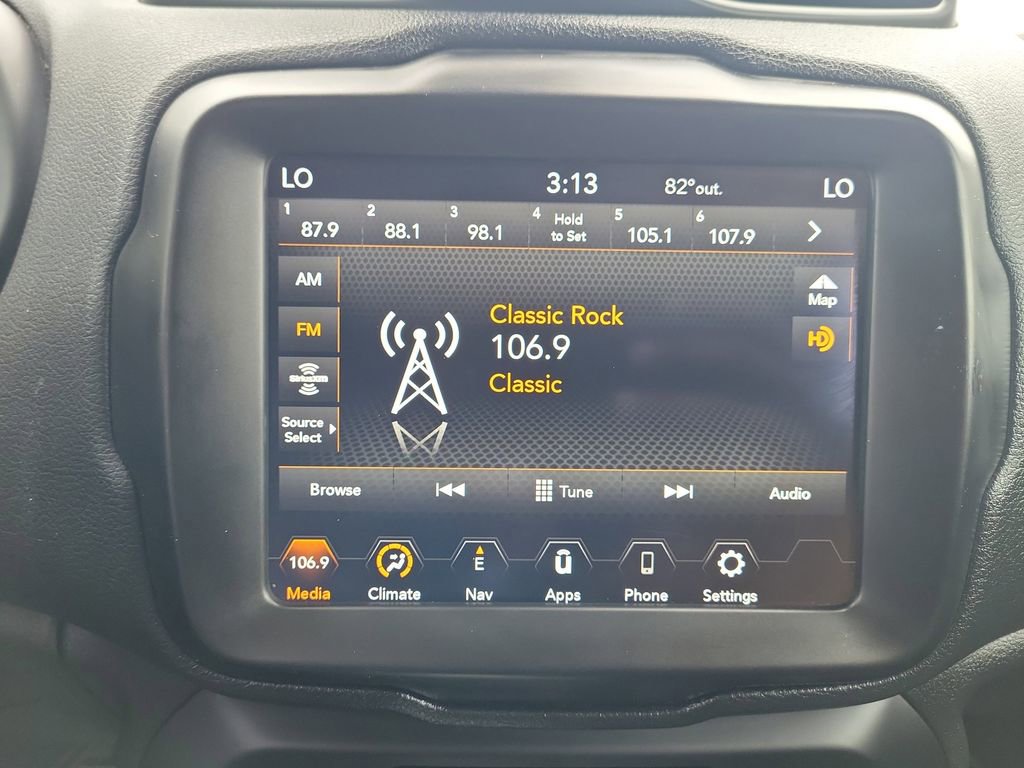 LO 3:13 82°out. LO
1 87.9 2 88.1 3 98.1 4 Hold to Set 5 105.1 6 107.9
AM
Map
FM
HD
SiriusXM
Source
Select
Classic Rock
106.9
Classic
Browse Tune Audio
106.9 E u
Media Climate Nav Apps Phone Settings